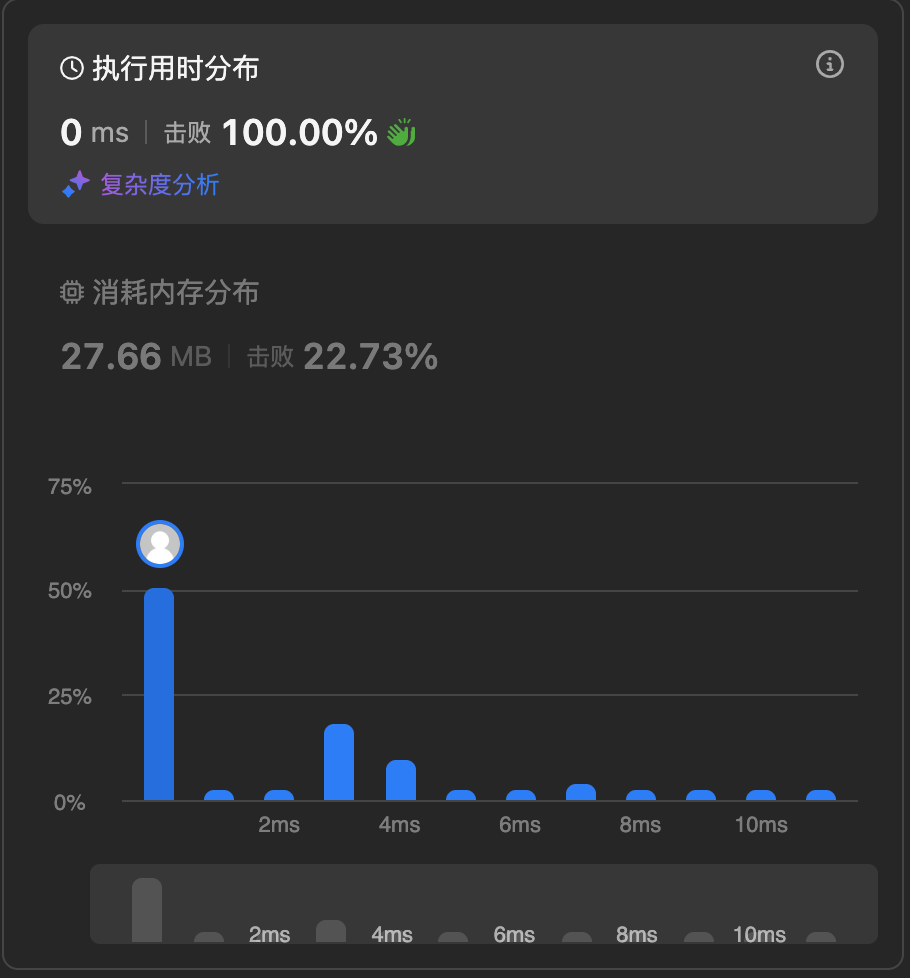 执行用时分布
0 ms | 击败 100.00%
复杂度分析
消耗内存分布
27.66 MB | 击败 22.73%
75%
50%
25%
0%
2ms 4ms 6ms 8ms 10ms
2ms 4ms 6ms 8ms 10ms